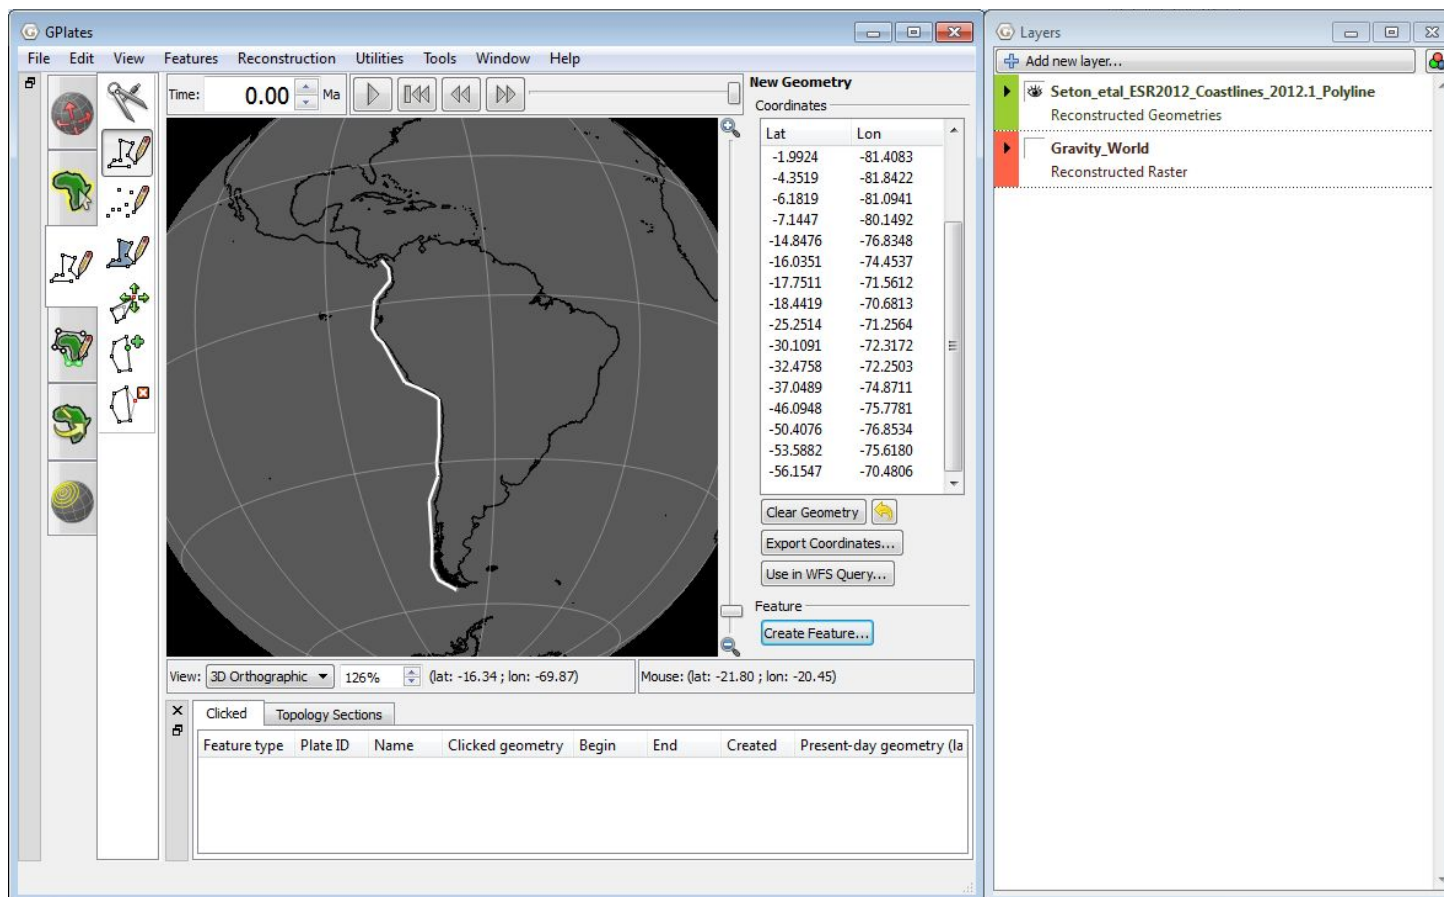 GPlates
File Edit View Features Reconstruction Utilities Tools Window Help
Time: 0.00 Ma
New Geometry
Coordinates
Lat Lon
-1.9924 -81.4083
-4.3519 -81.8422
-6.1819 -81.0941
-7.1447 -80.1492
-14.8476 -76.8348
-16.0351 -74.4537
-17.7511 -71.5612
-18.4419 -70.6813
-25.2514 -71.2564
-30.1091 -72.3172
-32.4758 -72.2503
-37.0489 -74.8711
-46.0948 -75.7781
-50.4076 -76.8534
-53.5882 -75.6180
-56.1547 -70.4806
Clear Geometry
Export Coordinates...
Use in WFS Query...
Feature
Create Feature...
View: 3D Orthographic 126% (lat: -16.34 ; lon: -69.87) Mouse: (lat: -21.80 ; lon: -20.45)
Clicked Topology Sections
Feature type Plate ID Name Clicked geometry Begin End Created Present-day geometry (la
Layers
Add new layer...
Seton_etal_ESR2012_Coastlines_2012.1_Polyline
Reconstructed Geometries
Gravity_World
Reconstructed Raster